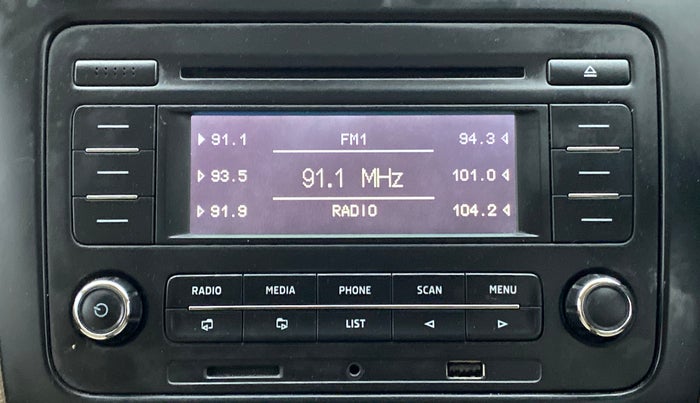 91.1 FM1 94.3
93.5 91.1 MHz 101.0
91.9 RADIO 104.2
RADIO MEDIA PHONE SCAN MENU
LIST